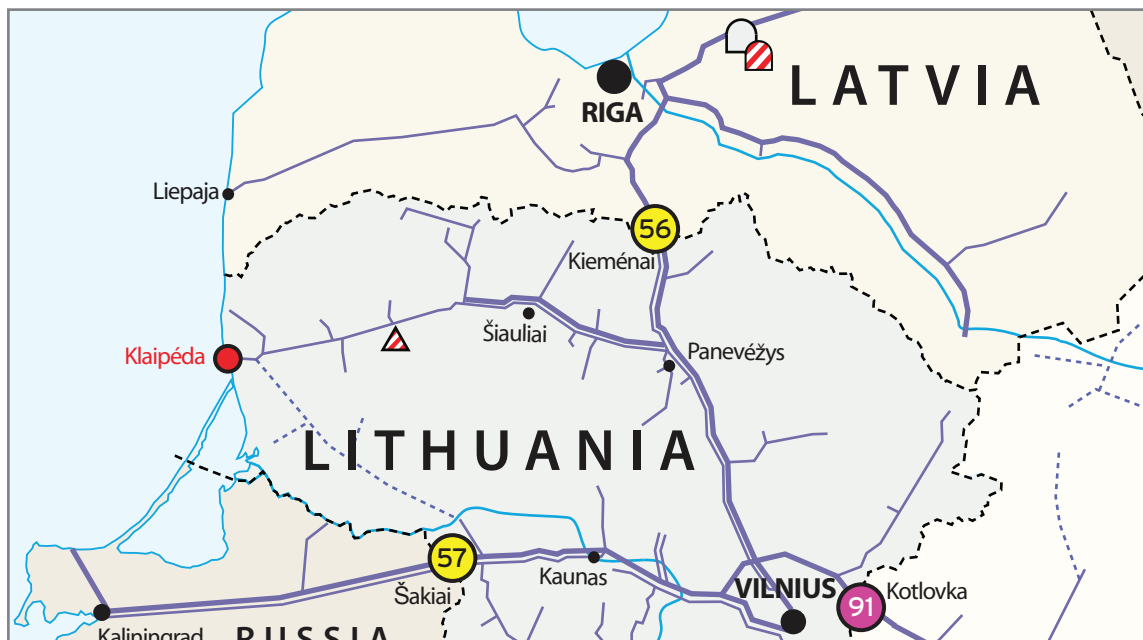 LATVIA
RIGA
Liepaja
56
Kieménai
Šiauliai
Klaipéda
Panevéžys
LITHUANIA
57
Kaunas
Šakiai
VILNIUS
Kotlovka
91
Kaliningrad
RUSSIA